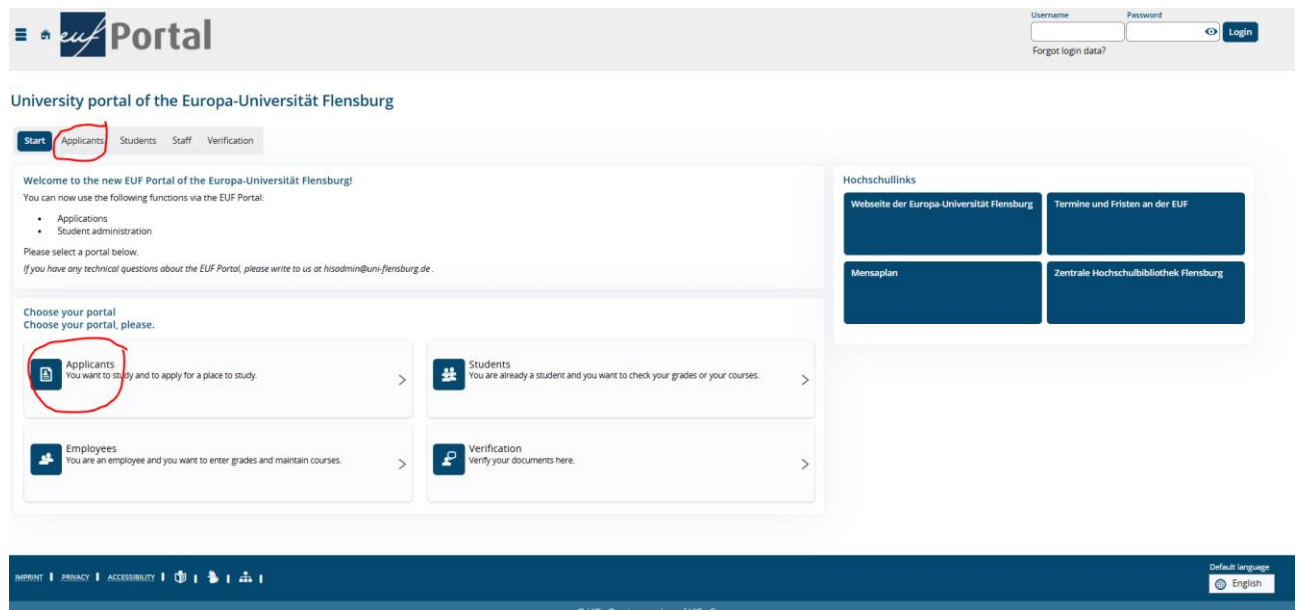 euf Portal
Username
Password
Login
Forgot login data?
University portal of the Europa-Universität Flensburg
Start Applicants Students Staff Verification
Welcome to the new EUF Portal of the Europa-Universität Flensburg!
You can now use the following functions via the EUF Portal:
• Applications
• Student administration
Please select a portal below.
If you have any technical questions about the EUF Portal, please write to us at hisadmin@uni-flensburg.de .
Hochschullinks
Webseite der Europa-Universität Flensburg
Termine und Fristen an der EUF
Mensaplan
Zentrale Hochschulbibliothek Flensburg
Choose your portal
Choose your portal, please.
Applicants
You want to study and to apply for a place to study.
Students
You are already a student and you want to check your grades or your courses.
Employees
You are an employee and you want to enter grades and maintain courses.
Verification
Verify your documents here.
IMPRINT | PRIVACY | ACCESSIBILITY
Default language
English